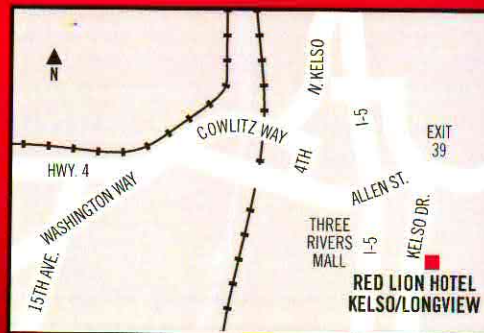 N
N. KELSO
I-5
EXIT
39
COWLITZ WAY
4TH
HWY. 4
WASHINGTON WAY
ALLEN ST.
15TH AVE.
THREE
RIVERS
MALL
I-5
KELSO DR.
RED LION HOTEL
KELSO/LONGVIEW